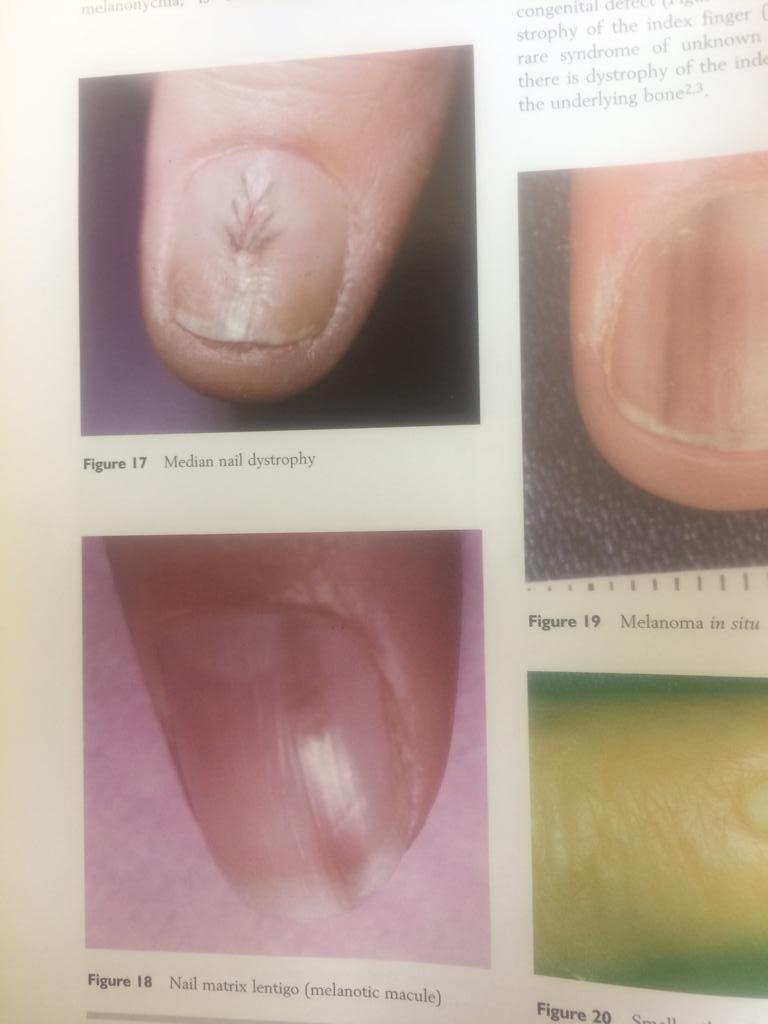 melanonychia, is
Figure 17 Median nail dystrophy
Figure 18 Nail matrix lentigo (melanotic macule)
congenital defect
strophy of the index finger (
rare syndrome of unknown
there is dystrophy of the inde
the underlying bone2,3.
Figure 19 Melanoma in situ
Figure 20